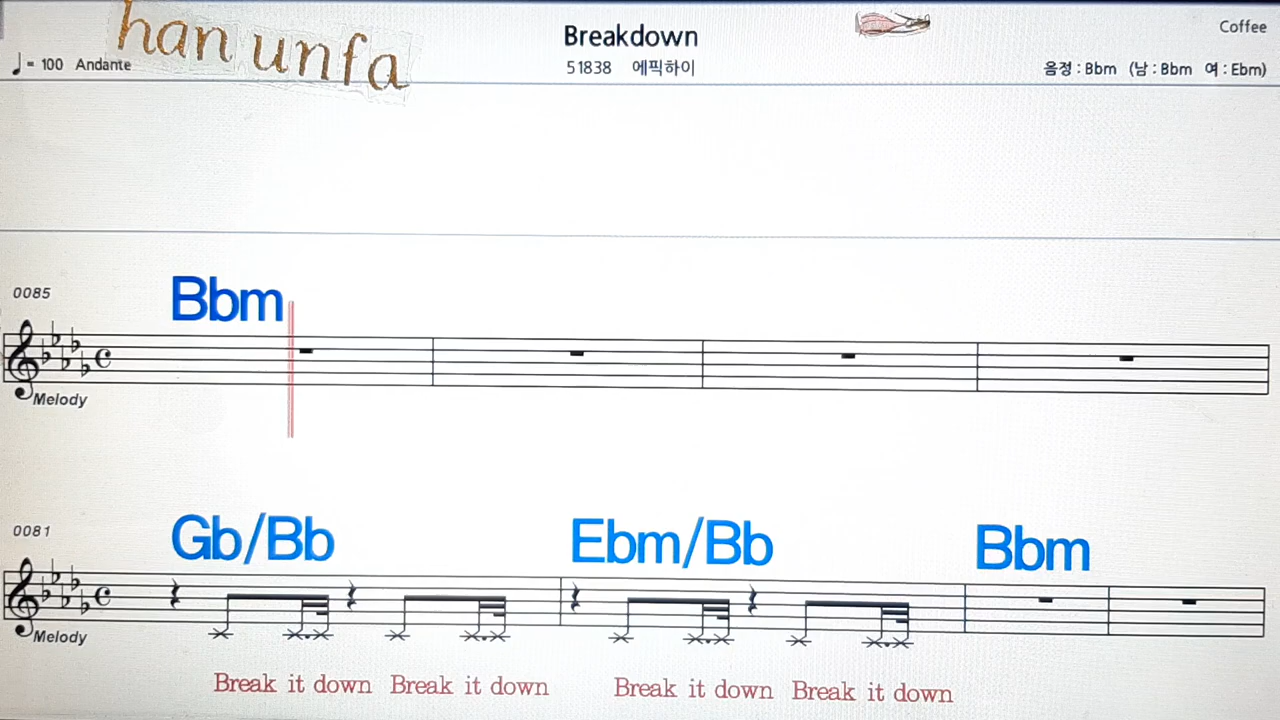 han unfa
Breakdown
Coffee
= 100 Andante
51838 에픽하이
음정 : Bbm (남 : Bbm 여 : Ebm)
Bbm
0085
Melody
Gb/Bb Ebm/Bb Bbm
0081
Melody
Break it down Break it down Break it down Break it down